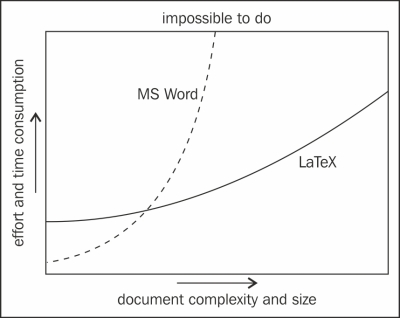 impossible to do
MS Word
LaTeX
effort and time consumption
document complexity and size